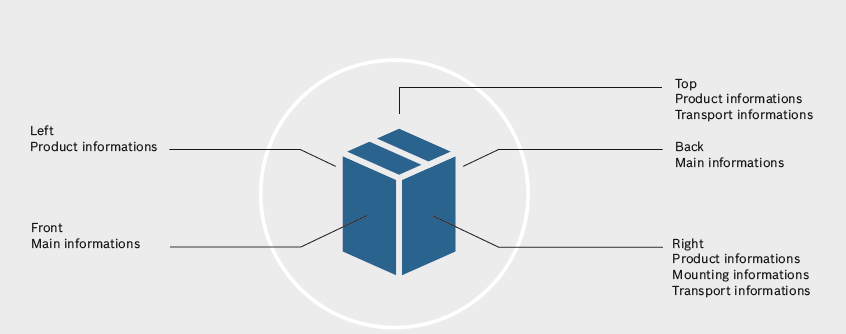 Top
Product informations
Transport informations
Left
Product informations
Back
Main informations
Front
Main informations
Right
Product informations
Mounting informations
Transport informations